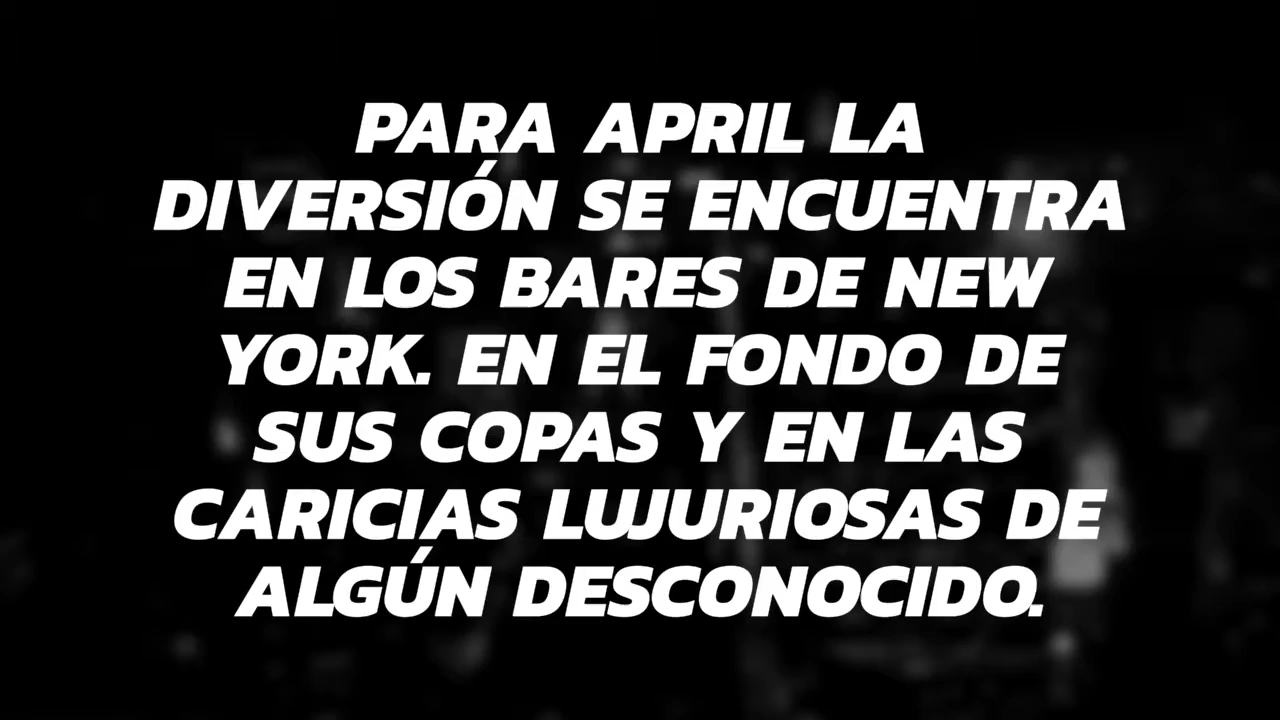 PARA APRIL LA
DIVERSIÓN SE ENCUENTRA
EN LOS BARES DE NEW
YORK. EN EL FONDO DE
SUS COPAS Y EN LAS
CARICIAS LUJURIOSAS DE
ALGÚN DESCONOCIDO.